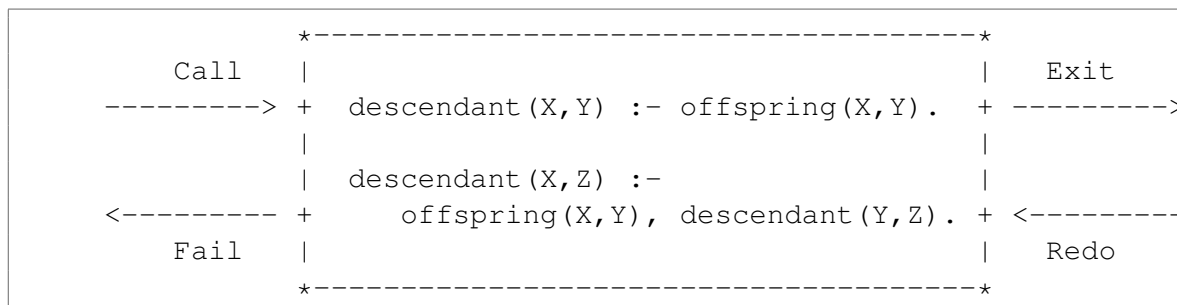 *--------------------------------------*
Call | | Exit
---------> + descendant(X,Y) :- offspring(X,Y). + --------->
| |
| descendant(X,Z) :- |
<--------- + offspring(X,Y), descendant(Y,Z). + <---------
Fail | | Redo
*--------------------------------------*